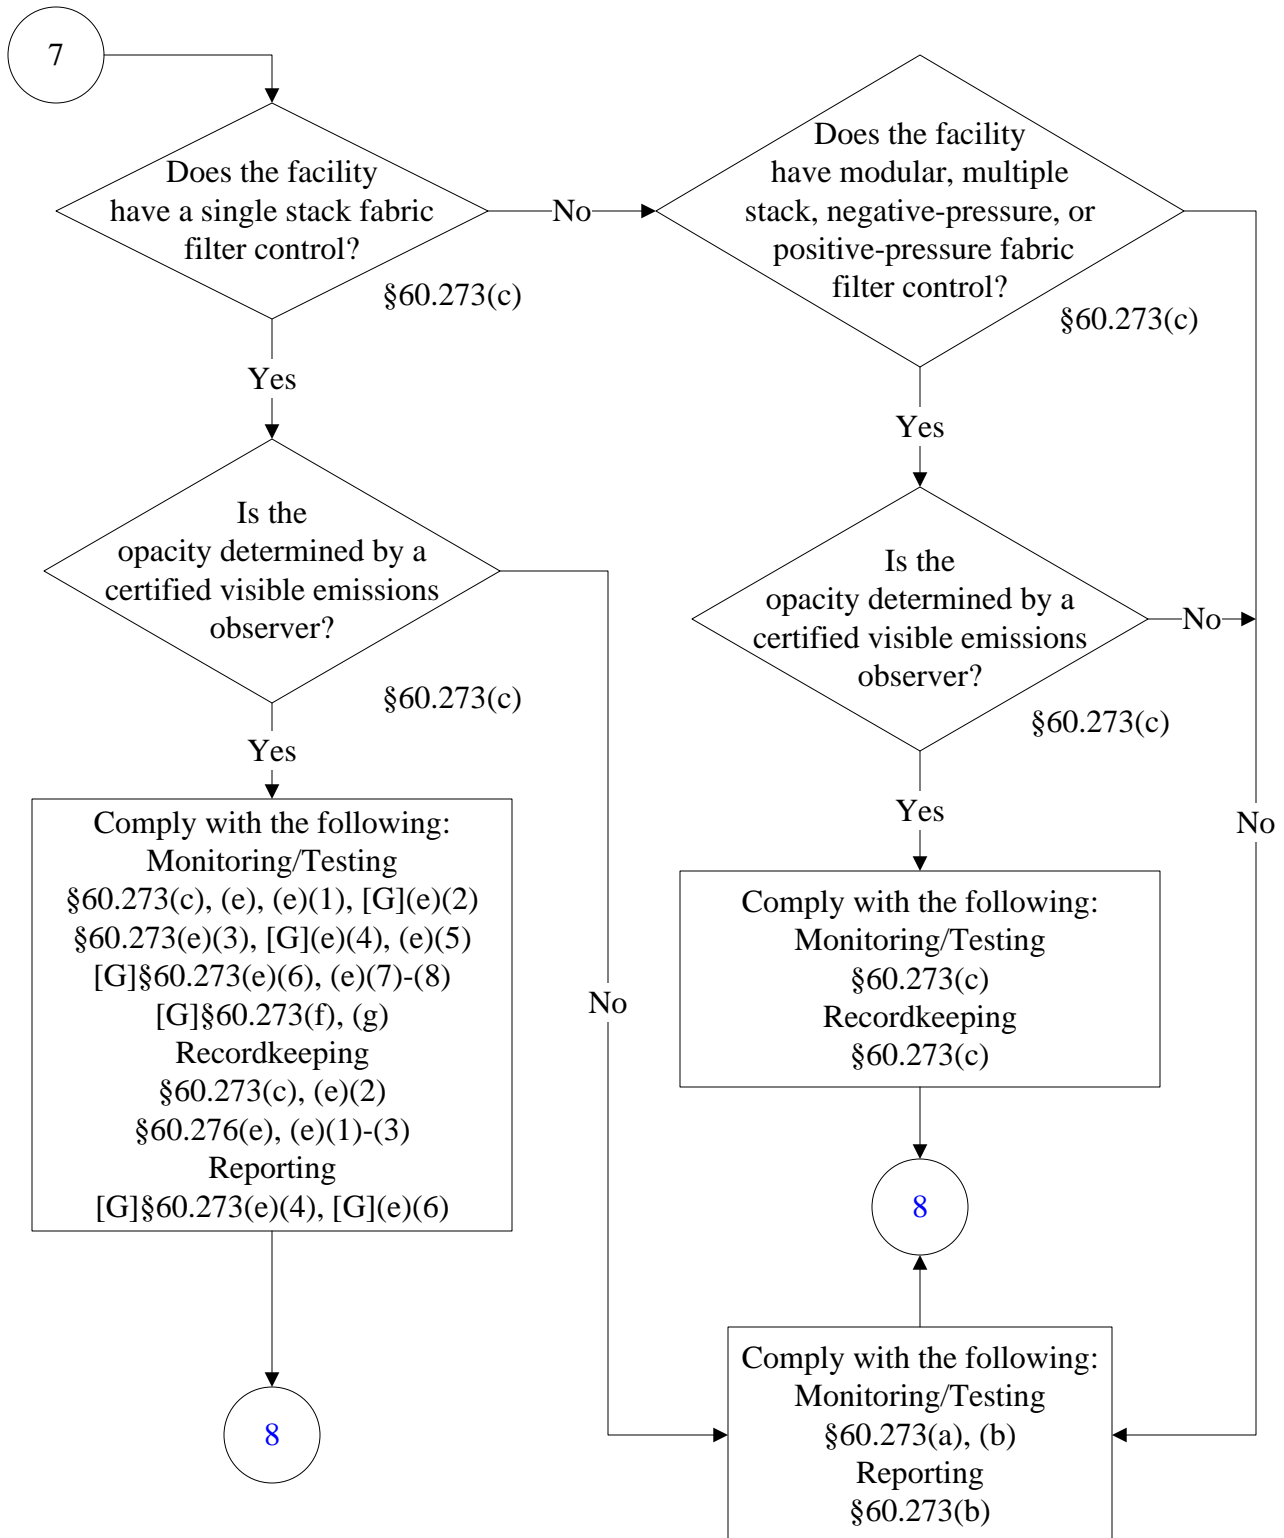 7
Does the facility
have a single stack fabric
filter control?
§60.273(c)
No
Does the facility
have modular, multiple
stack, negative-pressure, or
positive-pressure fabric
filter control?
§60.273(c)
Yes
Yes
Is the
opacity determined by a
certified visible emissions
observer?
§60.273(c)
Is the
opacity determined by a
certified visible emissions
observer?
No
§60.273(c)
Yes
Yes
No
No
Comply with the following:
Monitoring/Testing
§60.273(c), (e), (e)(1), [G](e)(2)
§60.273(e)(3), [G](e)(4), (e)(5)
[G]§60.273(e)(6), (e)(7)-(8)
[G]§60.273(f), (g)
Recordkeeping
§60.273(c), (e)(2)
§60.276(e), (e)(1)-(3)
Reporting
[G]§60.273(e)(4), [G](e)(6)
Comply with the following:
Monitoring/Testing
§60.273(c)
Recordkeeping
§60.273(c)
8
8
Comply with the following:
Monitoring/Testing
§60.273(a), (b)
Reporting
§60.273(b)